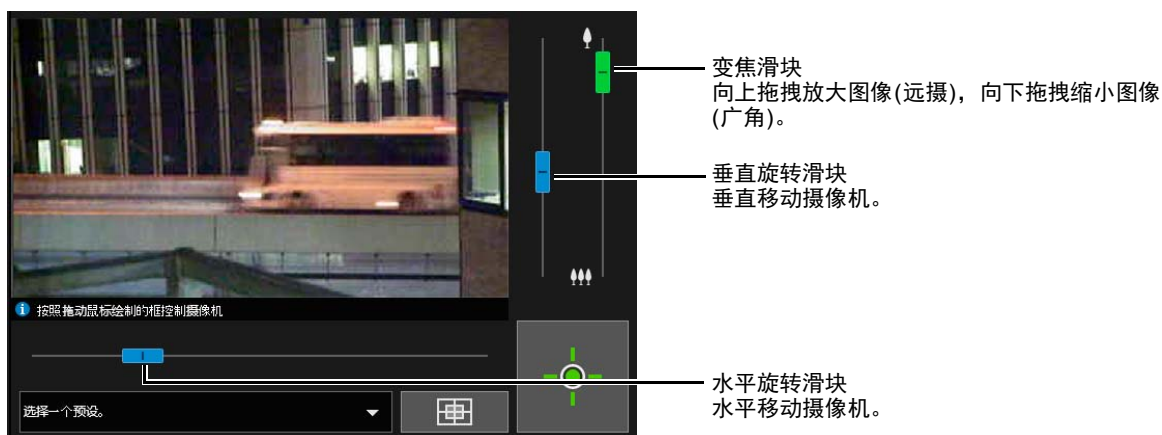 变焦滑块
向上拖拽放大图像(远摄)，向下拖拽缩小图像
(广角)。
垂直旋转滑块
垂直移动摄像机。
按照拖动鼠标绘制的框控制摄像机
水平旋转滑块
水平移动摄像机。
选择一个预设。